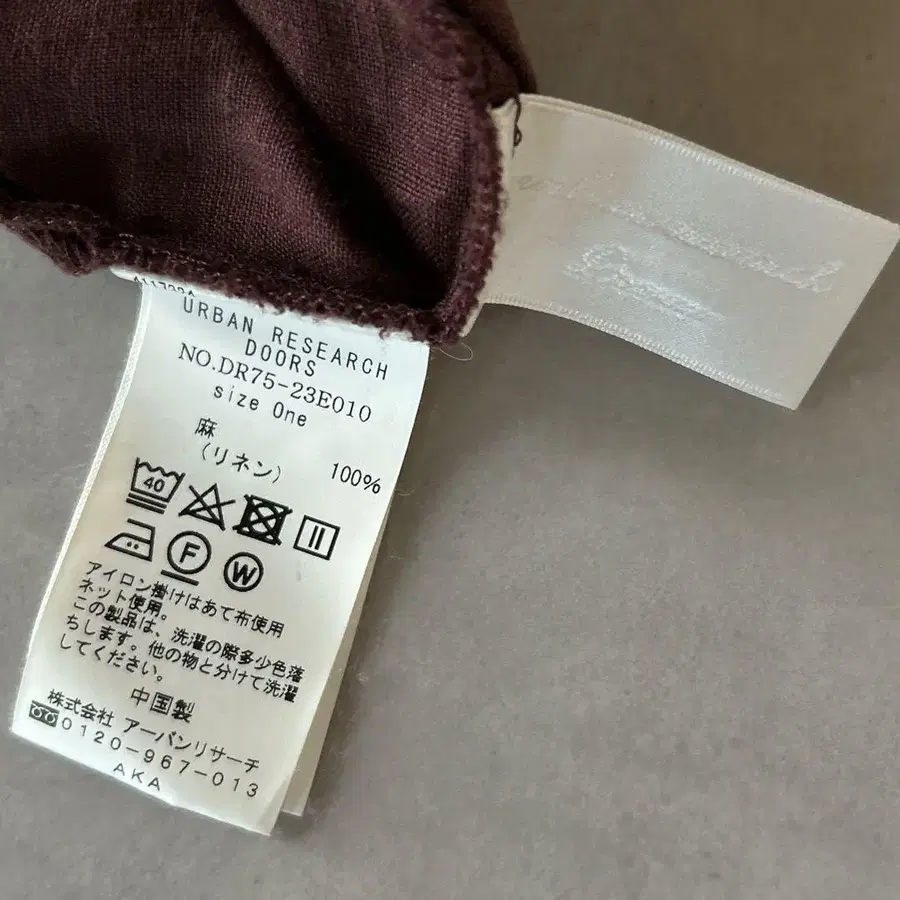 URBAN RESEARCH
DOORS
NO.DR75-23E010
size One
麻
(リネン) 100%
40
F
W
アイロン掛けはあて布使用
ネット使用。
この製品は、洗濯の際多少色落
ちします。他の物と分けて洗濯
してください。
中国製
株式会社 アーバンリサーチ
0120-967-013
AKA